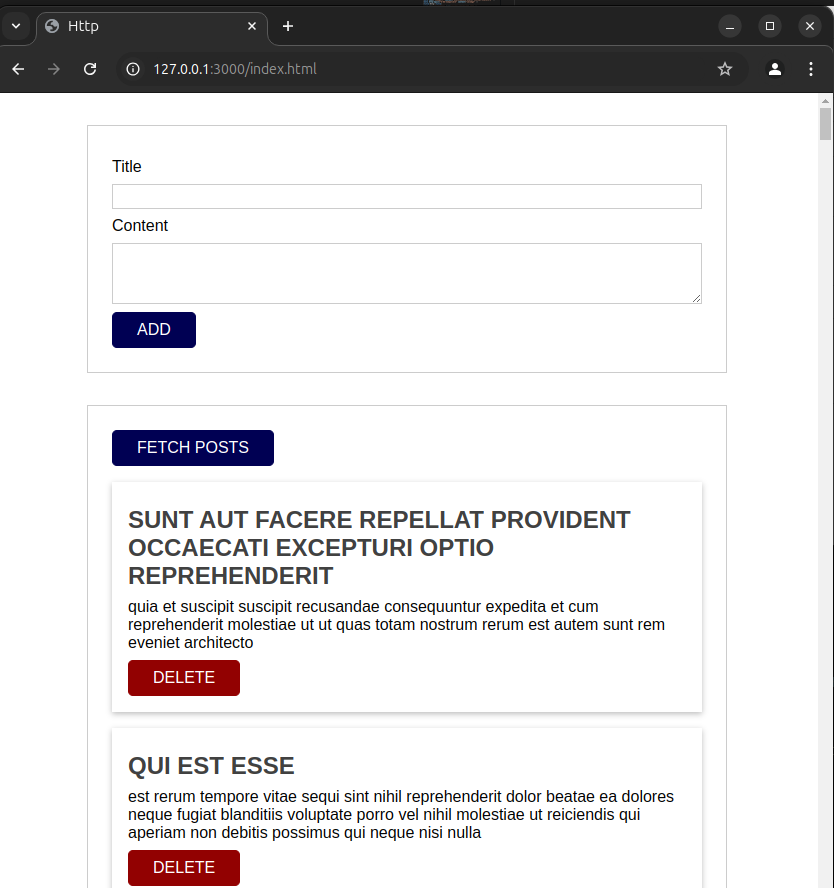 Http
127.0.0.1:3000/index.html
Title
Content
ADD
FETCH POSTS
SUNT AUT FACERE REPELLAT PROVIDENT
OCCAECATI EXCEPTURI OPTIO
REPREHENDERIT
quia et suscipit suscipit recusandae consequuntur expedita et cum
reprehenderit molestiae ut ut quas totam nostrum rerum est autem sunt rem
eveniet architecto
DELETE
QUI EST ESSE
est rerum tempore vitae sequi sint nihil reprehenderit dolor beatae ea dolores
neque fugiat blanditiis voluptate porro vel nihil molestiae ut reiciendis qui
aperiam non debitis possimus qui neque nisi nulla
DELETE